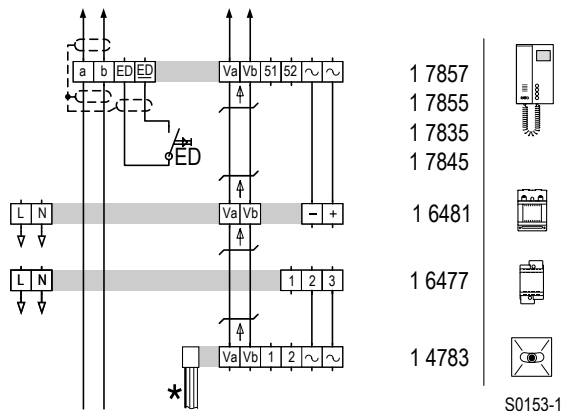 a b ED ED Va Vb 51 52 ~ ~
1 7857
1 7855
1 7835
1 7845
ED
L N Va Vb − + 1 6481
L N 1 2 3 1 6477
Va Vb 1 2 ~ ~ 1 4783
*
S0153-1